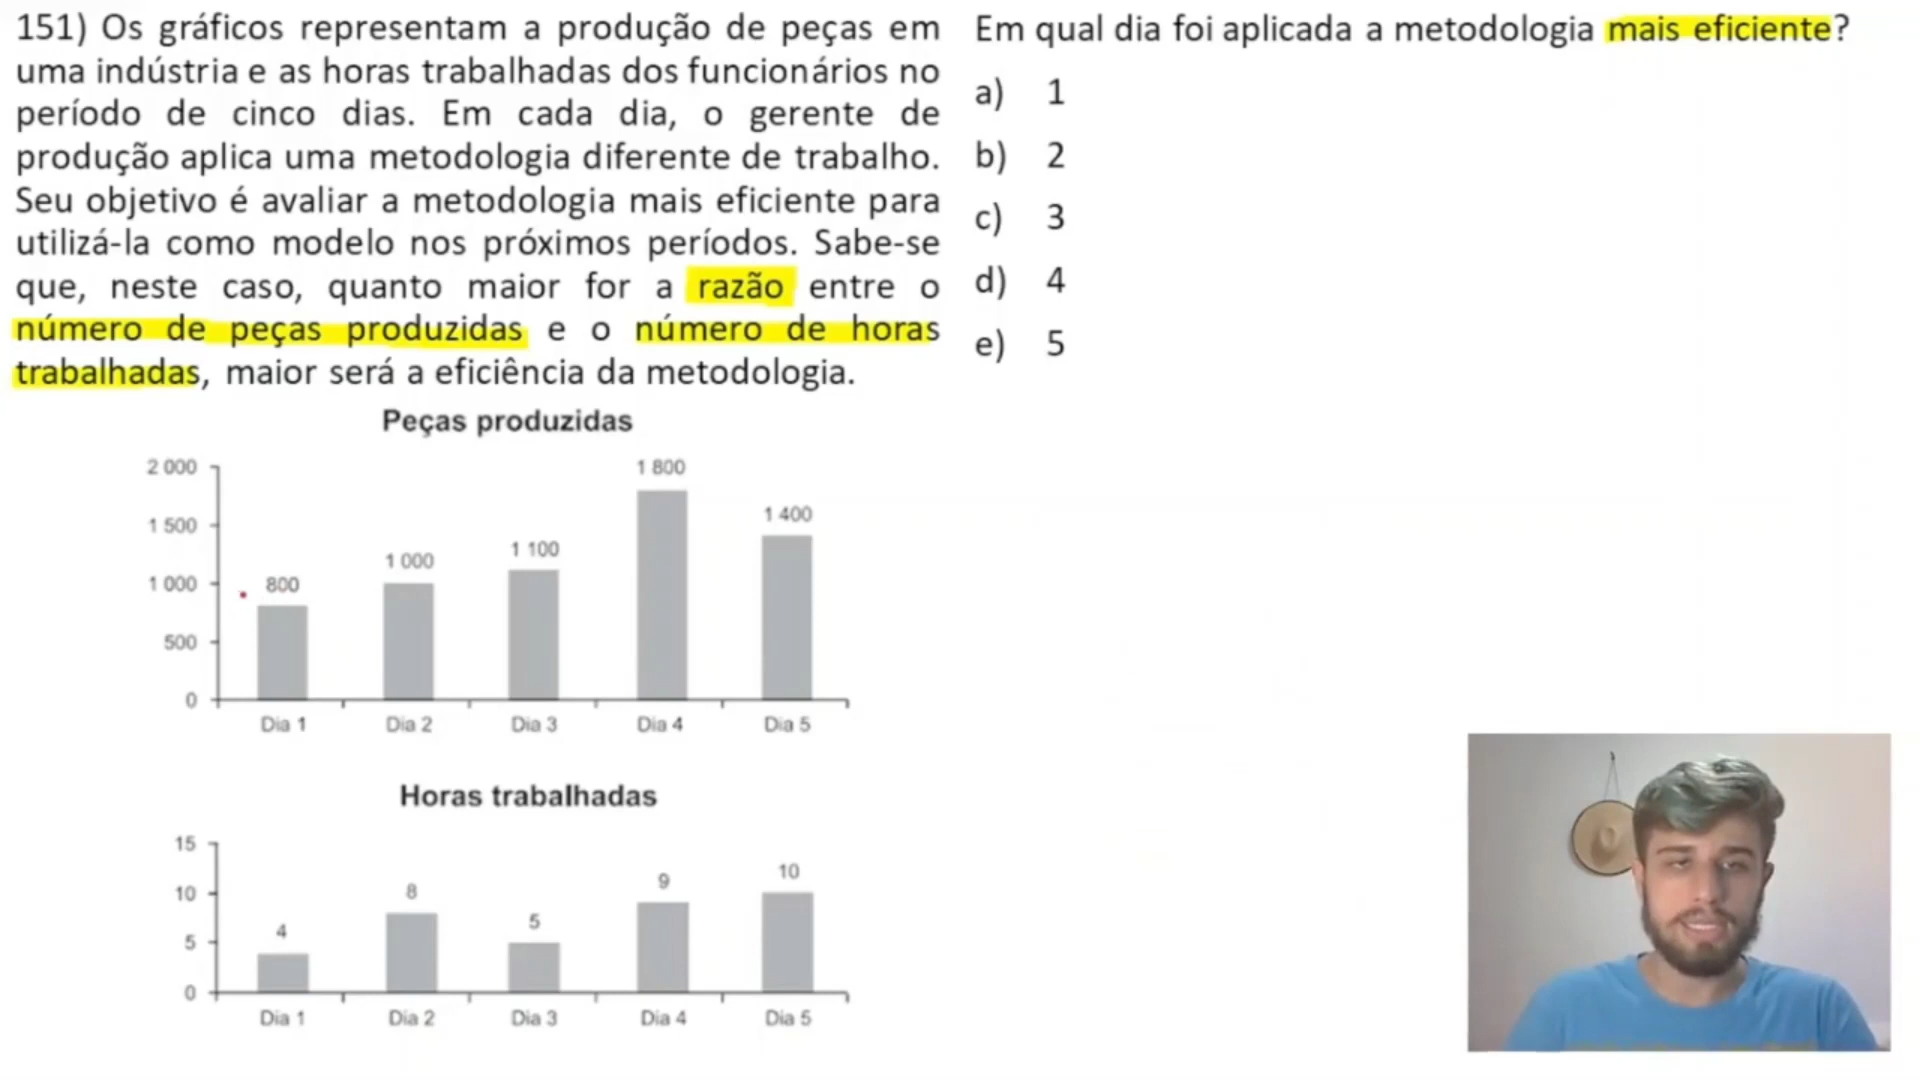 151) Os gráficos representam a produção de peças em
uma indústria e as horas trabalhadas dos funcionários no
período de cinco dias. Em cada dia, o gerente de
produção aplica uma metodologia diferente de trabalho.
Seu objetivo é avaliar a metodologia mais eficiente para
utilizá-la como modelo nos próximos períodos. Sabe-se
que, neste caso, quanto maior for a razão entre o
número de peças produzidas e o número de horas
trabalhadas, maior será a eficiência da metodologia.
Peças produzidas
2 000
1 500
1 000
500
0
800
1 000
1 100
1 800
1 400
Dia 1 Dia 2 Dia 3 Dia 4 Dia 5
Horas trabalhadas
15
10
5
0
4
8
5
9
10
Dia 1 Dia 2 Dia 3 Dia 4 Dia 5
Em qual dia foi aplicada a metodologia mais eficiente?
a) 1
b) 2
c) 3
d) 4
e) 5